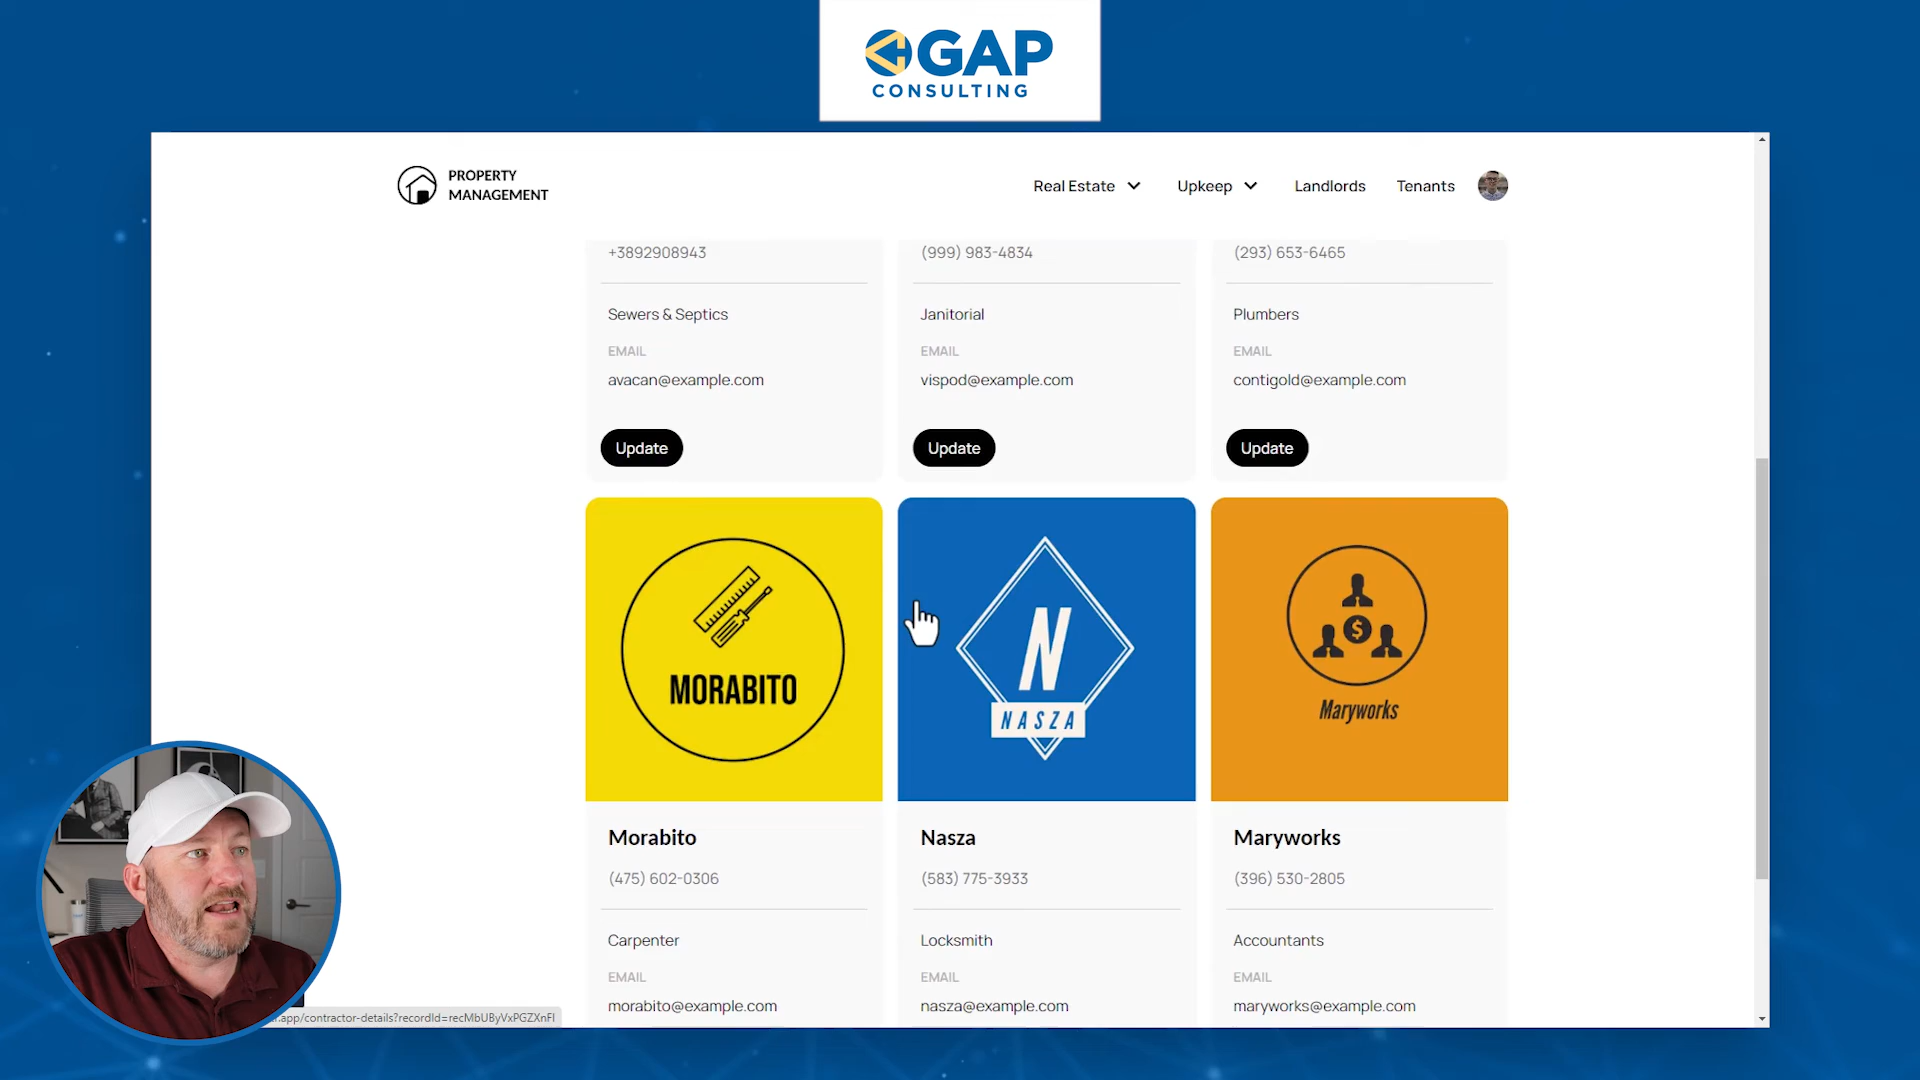 GAP
CONSULTING
PROPERTY
MANAGEMENT
Real Estate
Upkeep
Landlords
Tenants
+3892908943
(999) 983-4834
(293) 653-6465
Sewers & Septics
Janitorial
Plumbers
EMAIL
EMAIL
EMAIL
avacan@example.com
vispod@example.com
contigold@example.com
Update
Update
Update
MORABITO
N
NASZA
$
Maryworks
Morabito
Nasza
Maryworks
(475) 602-0306
(583) 775-3933
(396) 530-2805
Carpenter
Locksmith
Accountants
EMAIL
EMAIL
EMAIL
morabito@example.com
nasza@example.com
maryworks@example.com
.app/contractor-details?recordId=recMbUByVxPGZXnFI